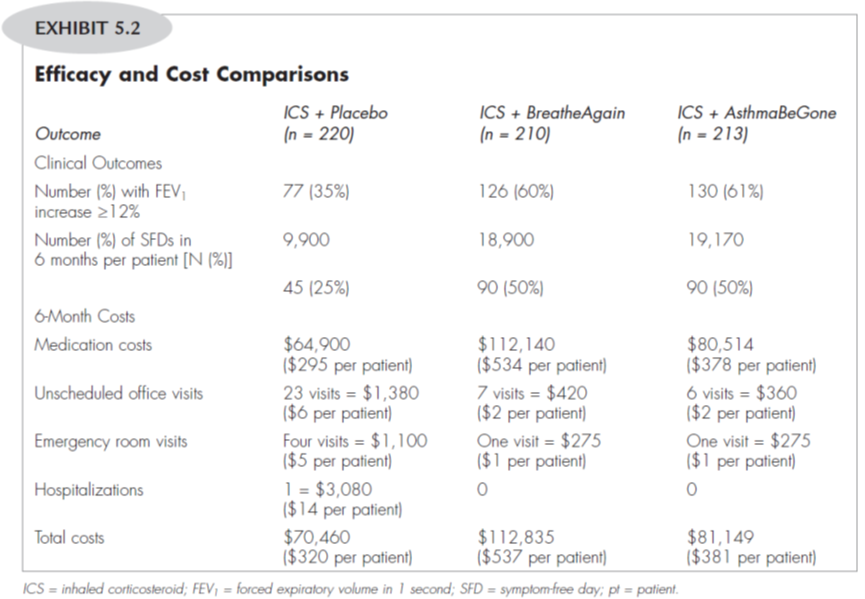 EXHIBIT 5.2
Efficacy and Cost Comparisons
ICS + Placebo ICS + BreatheAgain ICS + AsthmaBeGone
Outcome (n = 220) (n = 210) (n = 213)
Clinical Outcomes
Number (%) with FEV₁ 77 (35%) 126 (60%) 130 (61%)
increase ≥12%
Number (%) of SFDs in 9,900 18,900 19,170
6 months per patient [N (%)]
45 (25%) 90 (50%) 90 (50%)
6-Month Costs
Medication costs $64,900 $112,140 $80,514
($295 per patient) ($534 per patient) ($378 per patient)
Unscheduled office visits 23 visits = $1,380 7 visits = $420 6 visits = $360
($6 per patient) ($2 per patient) ($2 per patient)
Emergency room visits Four visits = $1,100 One visit = $275 One visit = $275
($5 per patient) ($1 per patient) ($1 per patient)
Hospitalizations 1 = $3,080 0 0
($14 per patient)
Total costs $70,460 $112,835 $81,149
($320 per patient) ($537 per patient) ($381 per patient)
ICS = inhaled corticosteroid; FEV₁ = forced expiratory volume in 1 second; SFD = symptom-free day; pt = patient.